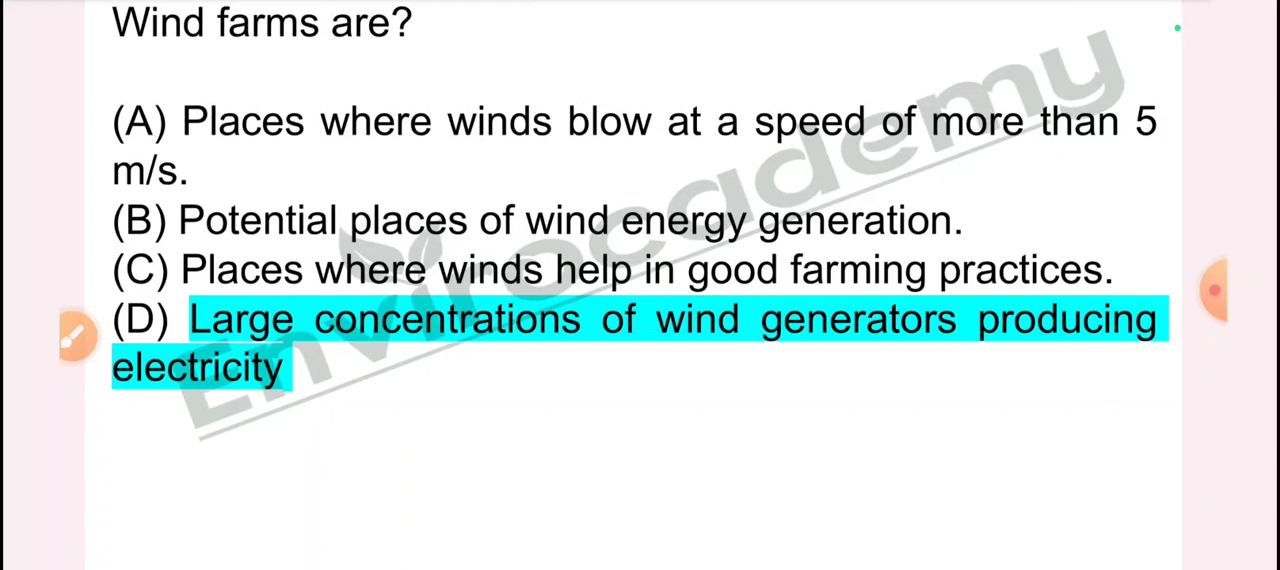 Wind farms are?
(A) Places where winds blow at a speed of more than 5
m/s.
(B) Potential places of wind energy generation.
(C) Places where winds help in good farming practices.
(D) Large concentrations of wind generators producing
electricity
Envirocademy